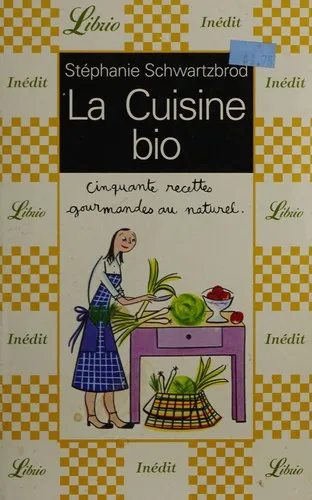 Librio
Inédit
Inédit
Stéphanie Schwartzbrod
La Cuisine
bio
Cinquante recettes
gourmandes au naturel.
Librio
Librio
Inédit
Inédit
Librio
Inédit
Librio